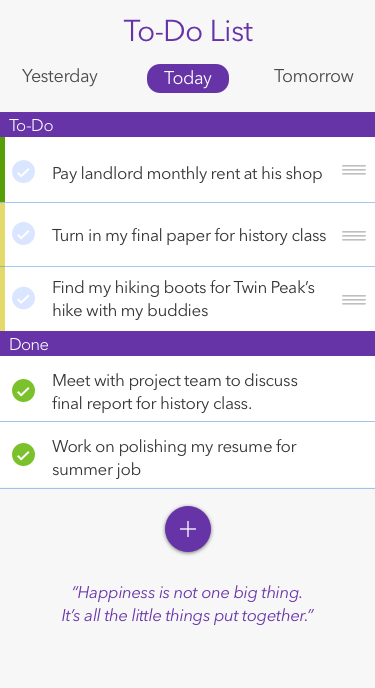 To-Do List
Yesterday
Today
Tomorrow
To-Do
Pay landlord monthly rent at his shop
Turn in my final paper for history class
Find my hiking boots for Twin Peak’s
hike with my buddies
Done
Meet with project team to discuss
final report for history class.
Work on polishing my resume for
summer job
“Happiness is not one big thing.
It’s all the little things put together.”